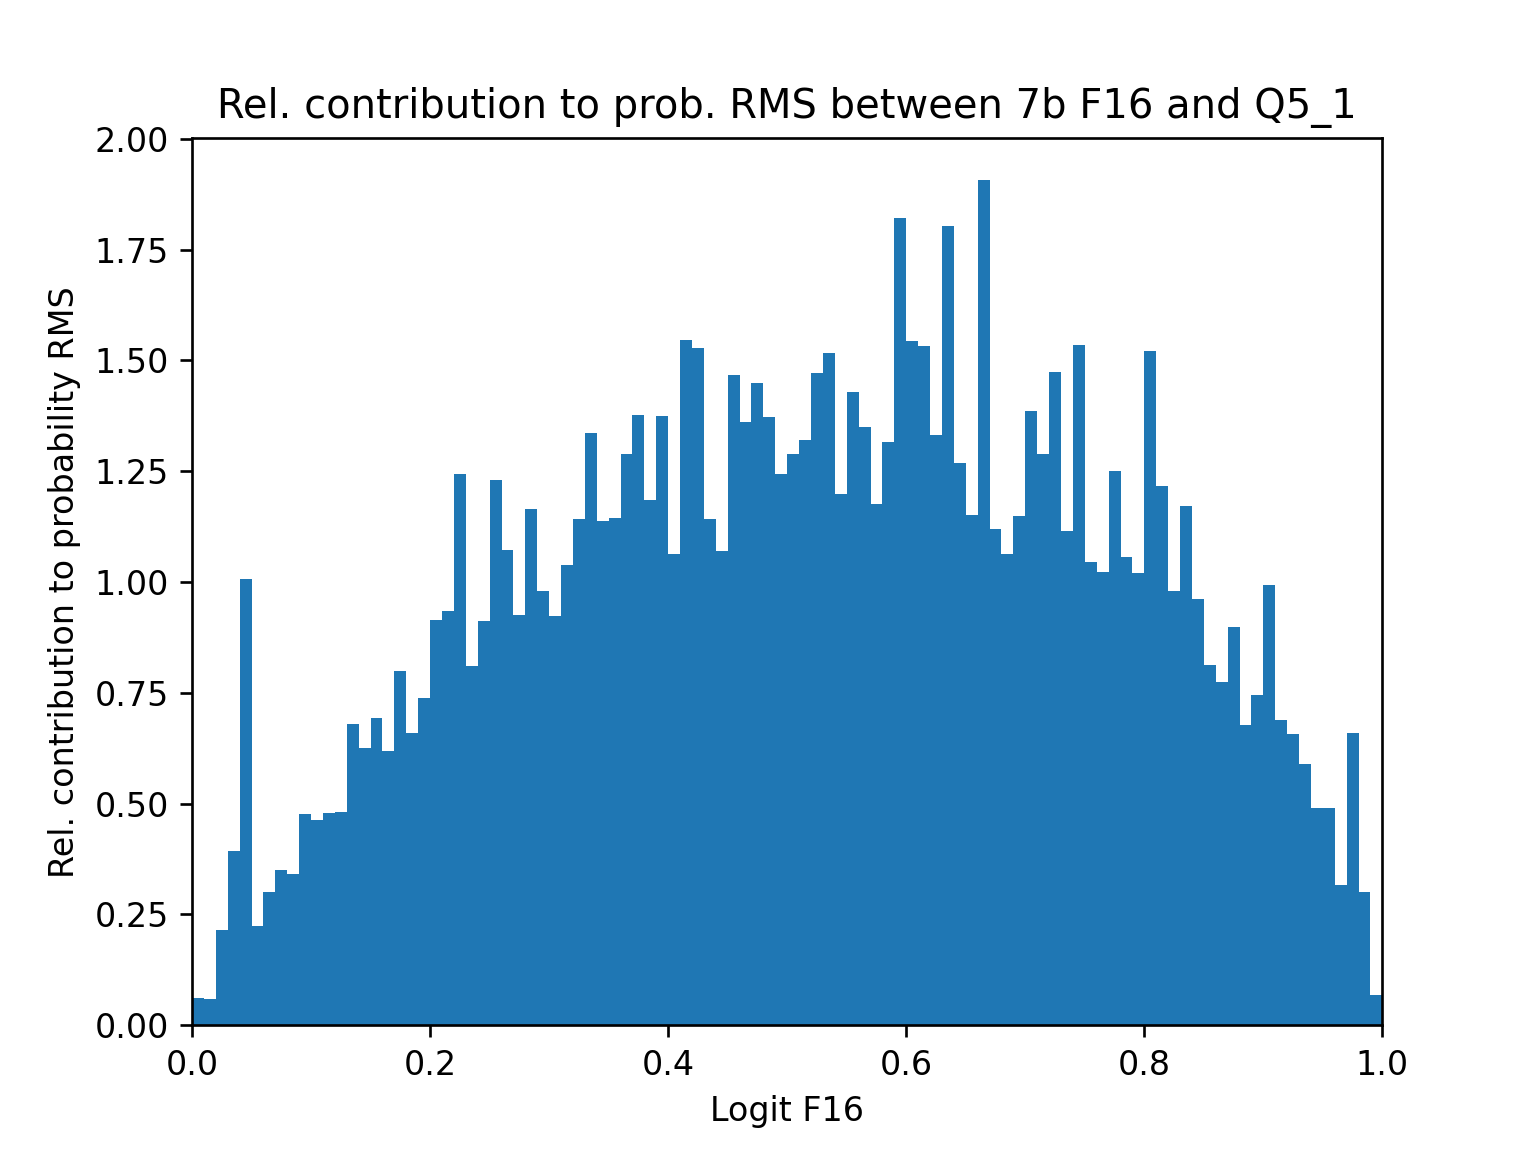 Rel. contribution to prob. RMS between 7b F16 and Q5_1
2.00
1.75
1.50
1.25
1.00
0.75
0.50
0.25
0.00
Rel. contribution to probability RMS
0.0 0.2 0.4 0.6 0.8 1.0
Logit F16